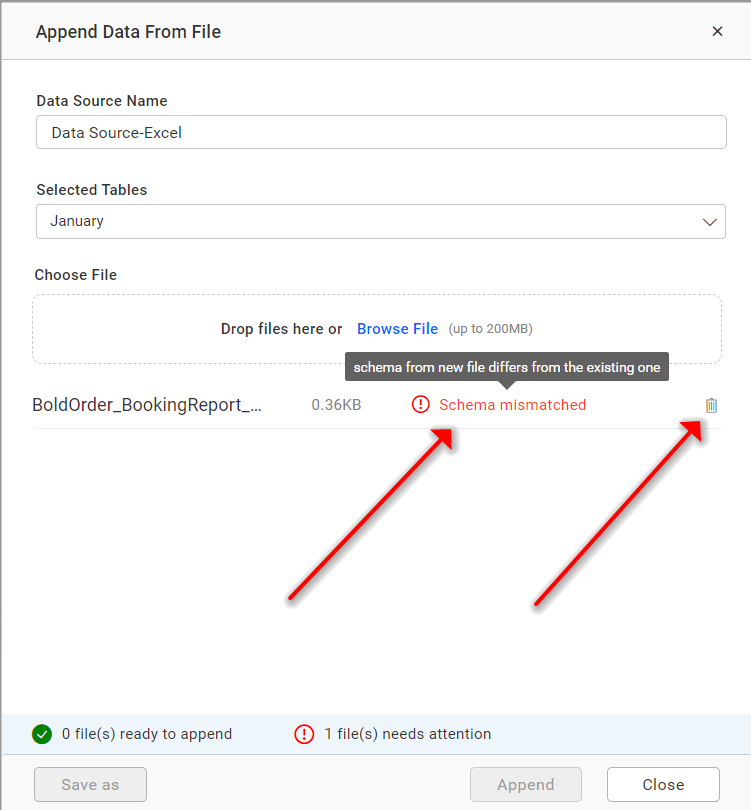 Append Data From File
Data Source Name
Data Source-Excel
Selected Tables
January
Choose File
Drop files here or Browse File (up to 200MB)
schema from new file differs from the existing one
BoldOrder_BookingReport_... 0.36KB Schema mismatched
0 file(s) ready to append 1 file(s) needs attention
Save as Append Close